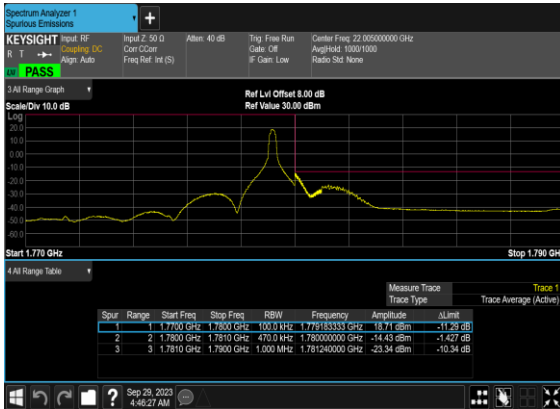 Spectrum Analyzer 1
Spurious Emissions
KEYSIGHT Input: RF Input Z: 50 Ω Atten: 40 dB Trig: Free Run Center Freq: 22.005000000 GHz
R T Coupling: DC Corr CCorr Gate: Off Avg|Hold: 1000/1000
Align: Auto Freq Ref: Int (S) IF Gain: Low Radio Std: None
LXI PASS
3 All Range Graph
Ref Lvl Offset 8.00 dB
Scale/Div 10.0 dB Ref Value 30.00 dBm
Log
20.0
10.0
0.00
-10.0
-20.0
-30.0
-40.0
-50.0
-60.0
Start 1.770 GHz Stop 1.790 GH
4 All Range Table
Measure Trace Trace 1
Trace Type Trace Average (Active)
Spur Range Start Freq Stop Freq RBW Frequency Amplitude ΔLimit
1 1 1.7700 GHz 1.7800 GHz 100.0 kHz 1.779183333 GHz 18.71 dBm -11.29 dB
2 2 1.7800 GHz 1.7810 GHz 470.0 kHz 1.780000000 GHz -14.43 dBm -1.427 dB
3 3 1.7810 GHz 1.7900 GHz 1.000 MHz 1.781240000 GHz -23.34 dBm -10.34 dB
Sep 29, 2023
4:46:27 AM